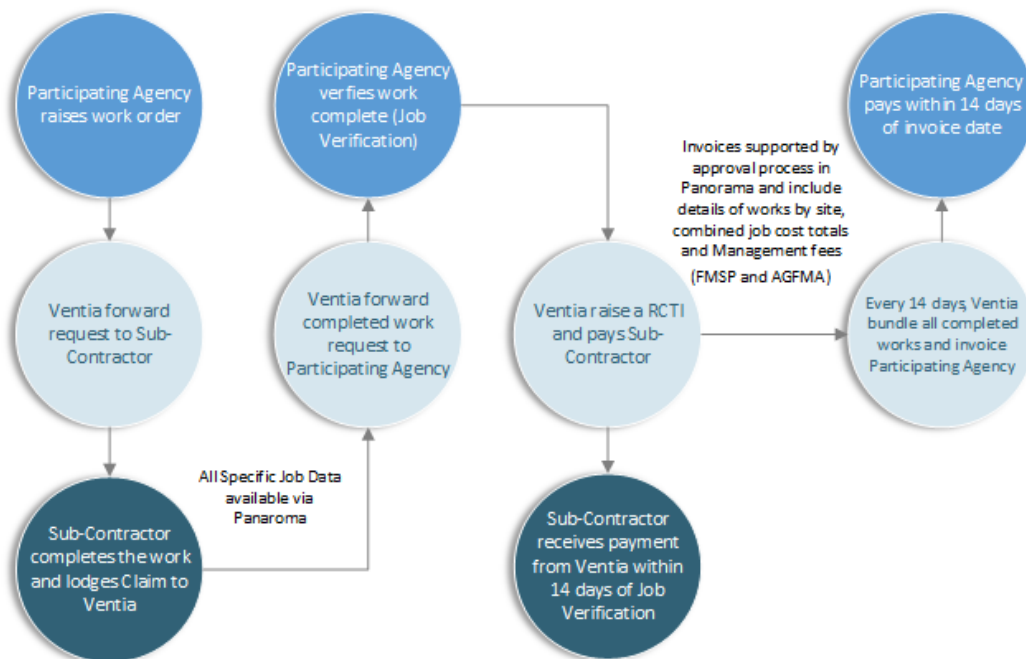 Participating Agency
raises work order
Ventia forward
request to Sub-
Contractor
Sub-Contractor
completes the work
and lodges Claim to
Ventia
All Specific Job Data
available via
Panaroma
Ventia forward
completed work
request to
Participating Agency
Participating Agency
verfies work
complete (Job
Verification)
Ventia raise a RCTI
and pays Sub-
Contractor
Sub-Contractor
receives payment
from Ventia within
14 days of Job
Verification
Invoices supported by
approval process in
Panorama and include
details of works by site,
combined job cost totals
and Management fees
(FMSP and AGFMA)
Every 14 days, Ventia
bundle all completed
works and invoice
Participating Agency
Participating Agency
pays within 14 days
of invoice date